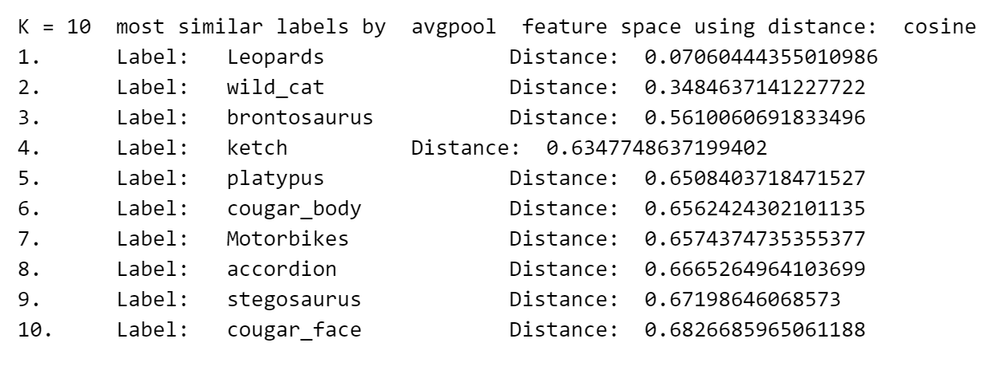 K = 10  most similar labels by  avgpool  feature space using distance:  cosine
1.      Label:   Leopards               Distance:  0.07060444355010986
2.      Label:   wild_cat               Distance:  0.3484637141227722
3.      Label:   brontosaurus           Distance:  0.5610060691833496
4.      Label:   ketch          Distance:  0.6347748637199402
5.      Label:   platypus               Distance:  0.6508403718471527
6.      Label:   cougar_body            Distance:  0.6562424302101135
7.      Label:   Motorbikes             Distance:  0.6574374735355377
8.      Label:   accordion              Distance:  0.6665264964103699
9.      Label:   stegosaurus            Distance:  0.67198646068573
10.     Label:   cougar_face            Distance:  0.6826685965061188